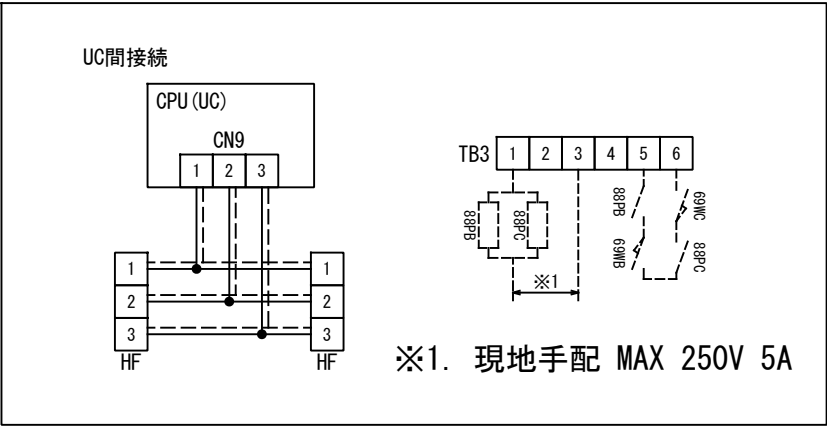 UC間接続
CPU(UC)
CN9
1 2 3
1
2
3
HF
1
2
3
HF
TB3 1 2 3 4 5 6
88PB
88PC
※1
88PB
69WB
69WC
88PC
※1. 現地手配 MAX 250V 5A